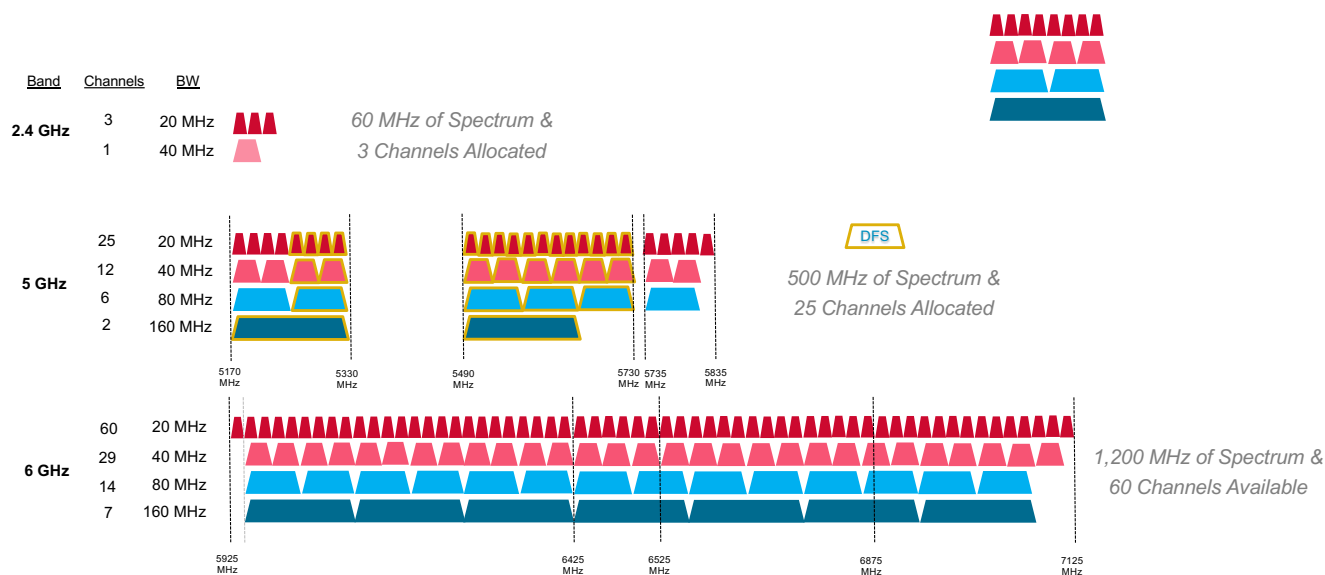 Band Channels BW
2.4 GHz
3 20 MHz
1 40 MHz
60 MHz of Spectrum &
3 Channels Allocated
5 GHz
25 20 MHz
12 40 MHz
6 80 MHz
2 160 MHz
DFS
500 MHz of Spectrum &
25 Channels Allocated
5170 MHz
5330 MHz
5490 MHz
5730 MHz
5735 MHz
5835 MHz
6 GHz
60 20 MHz
29 40 MHz
14 80 MHz
7 160 MHz
1,200 MHz of Spectrum &
60 Channels Available
5925 MHz
6425 MHz
6525 MHz
6875 MHz
7125 MHz